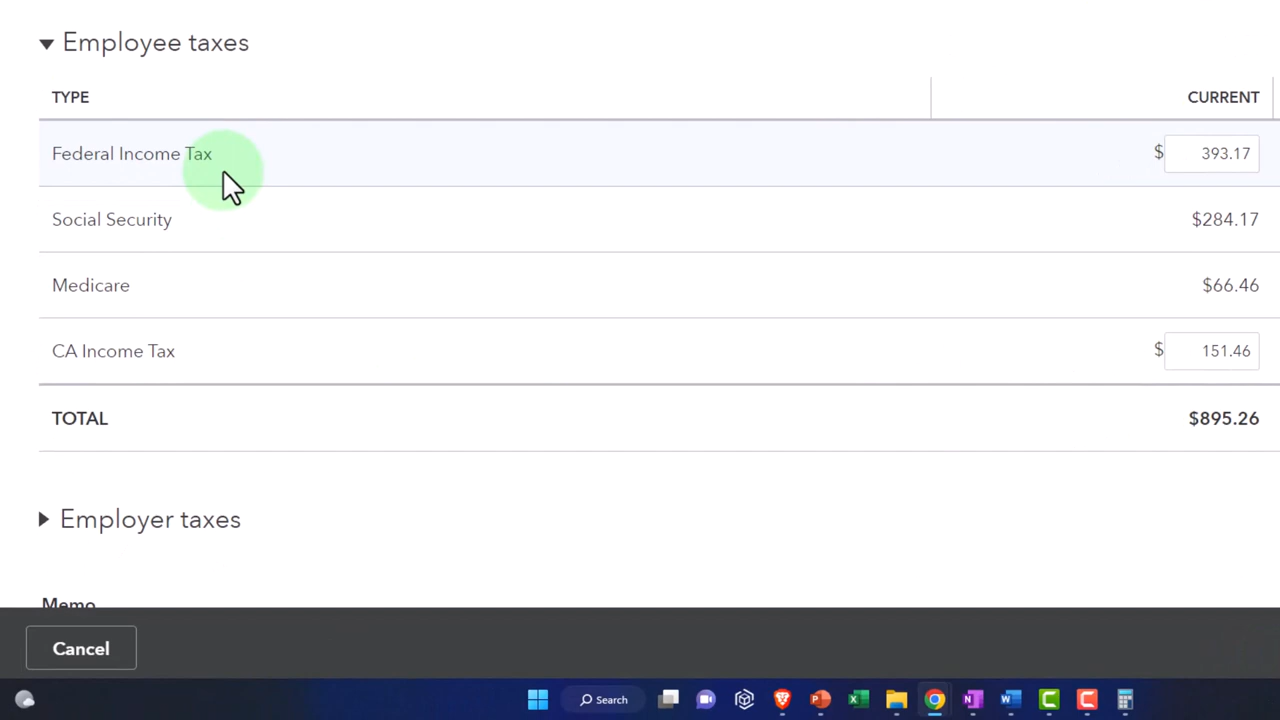 Employee taxes
TYPE CURRENT
Federal Income Tax $ 393.17
Social Security $284.17
Medicare $66.46
CA Income Tax $ 151.46
TOTAL $895.26
Employer taxes
Memo
Cancel
Search